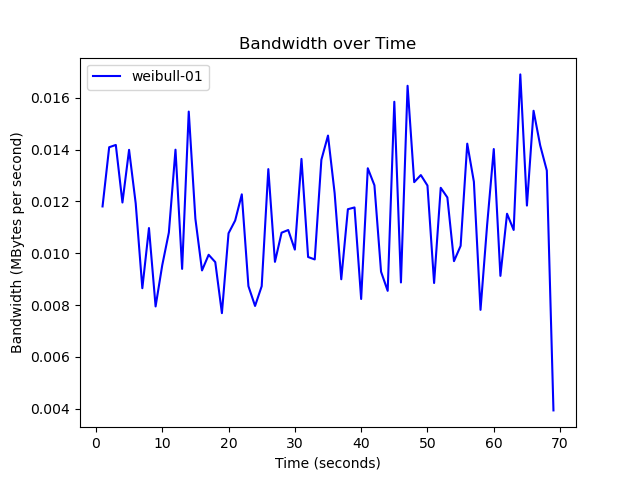 Bandwidth over Time
weibull-01
Bandwidth (MBytes per second)
0.016
0.014
0.012
0.010
0.008
0.006
0.004
0 10 20 30 40 50 60 70
Time (seconds)